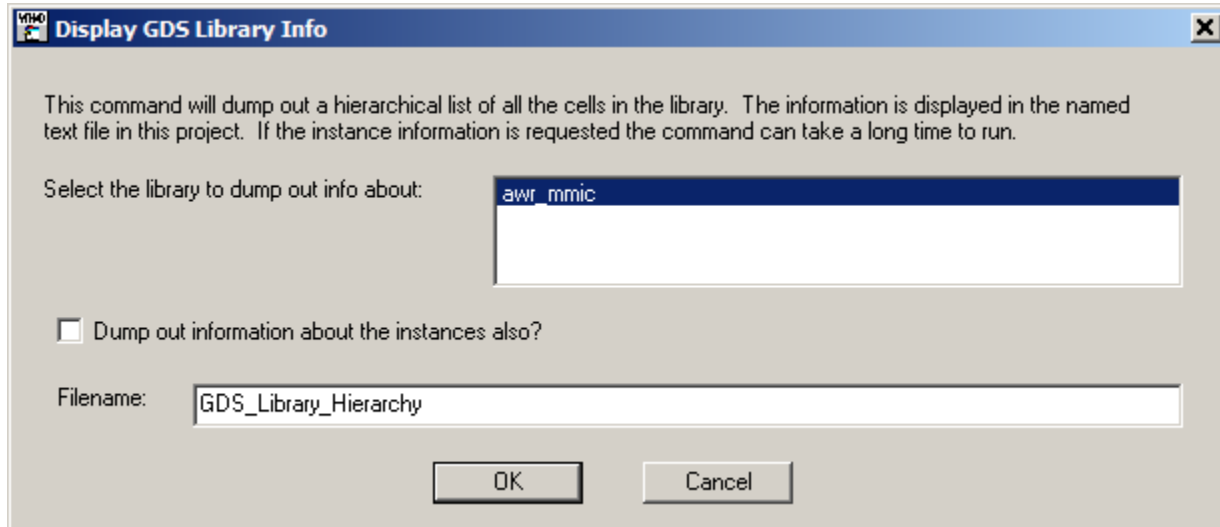 Display GDS Library Info
This command will dump out a hierarchical list of all the cells in the library.  The information is displayed in the named
text file in this project.  If the instance information is requested the command can take a long time to run.
Select the library to dump out info about:
awr_mmic
Dump out information about the instances also?
Filename:
GDS_Library_Hierarchy
OK
Cancel